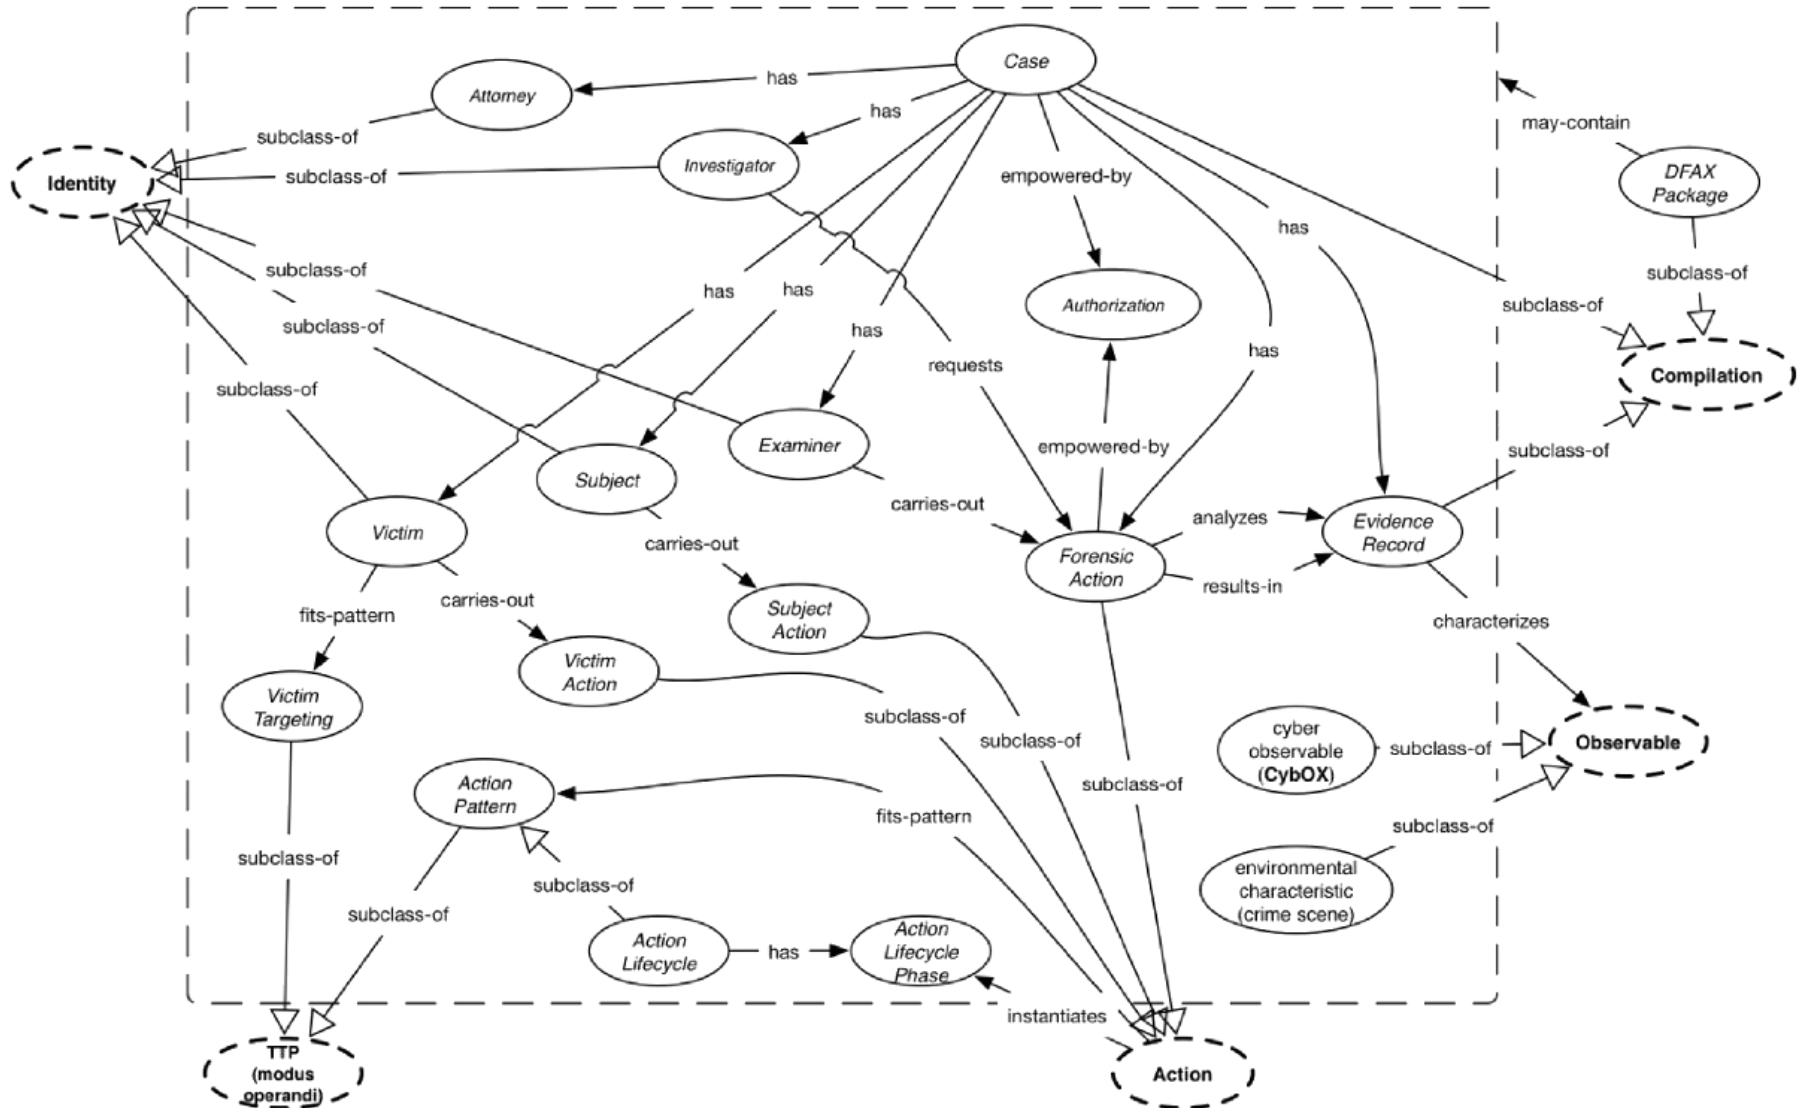 Case
has
Attorney
has
may-contain
subclass-of
Investigator
empowered-by
DFAX
Package
Identity
subclass-of
has
subclass-of
subclass-of
has
has
Authorization
subclass-of
subclass-of
has
has
requests
Compilation
subclass-of
Examiner
empowered-by
subclass-of
Subject
carries-out
analyzes
Evidence
Record
Victim
carries-out
Forensic
Action
results-in
fits-pattern
carries-out
Subject
Action
characterizes
Victim
Action
Victim
Targeting
subclass-of
subclass-of
cyber
observable
(CybOX)
subclass-of
Observable
Action
Pattern
subclass-of
fits-pattern
subclass-of
subclass-of
subclass-of
environmental
characteristic
(crime scene)
subclass-of
Action
Lifecycle
has
Action
Lifecycle
Phase
instantiates
TTP
(modus
operandi)
Action